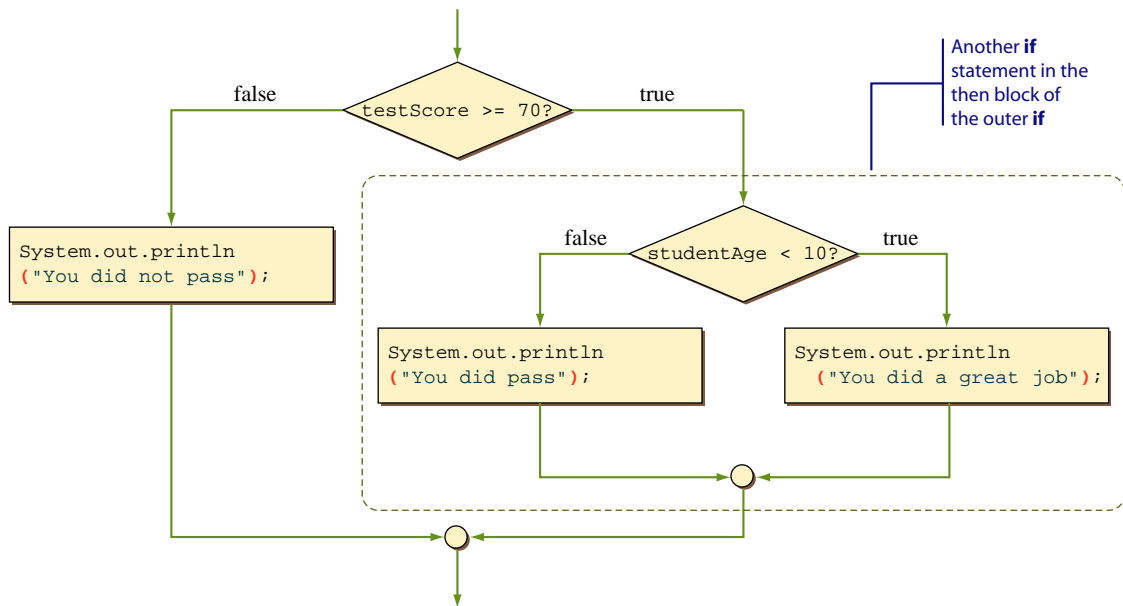 Another if
statement in the
then block of
the outer if
false
testScore >= 70?
true
System.out.println
("You did not pass");
false
studentAge < 10?
true
System.out.println
("You did pass");
System.out.println
("You did a great job");